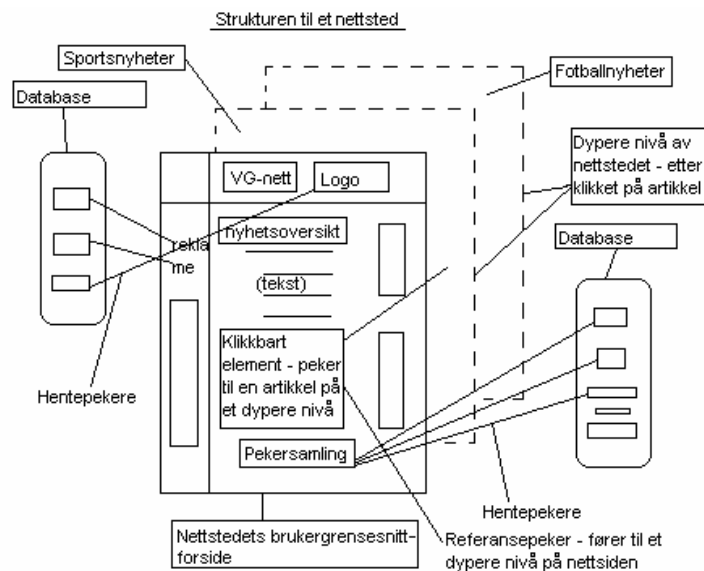 Strukturen til et nettsted
Sportsnyheter
Fotballnyheter
Database
Dypere nivå av
nettstedet - etter
klikket på artikkel
VG-nett
Logo
Database
rekla
me
nyhetsoversikt
(tekst)
Klikkbart
element - peker
til en artikkel på
et dypere nivå
Hentepekere
Pekersamling
Hentepekere
Nettstedets brukergrensesnitt-
forside
Referansepeker - fører til et
dypere nivå på nettsiden